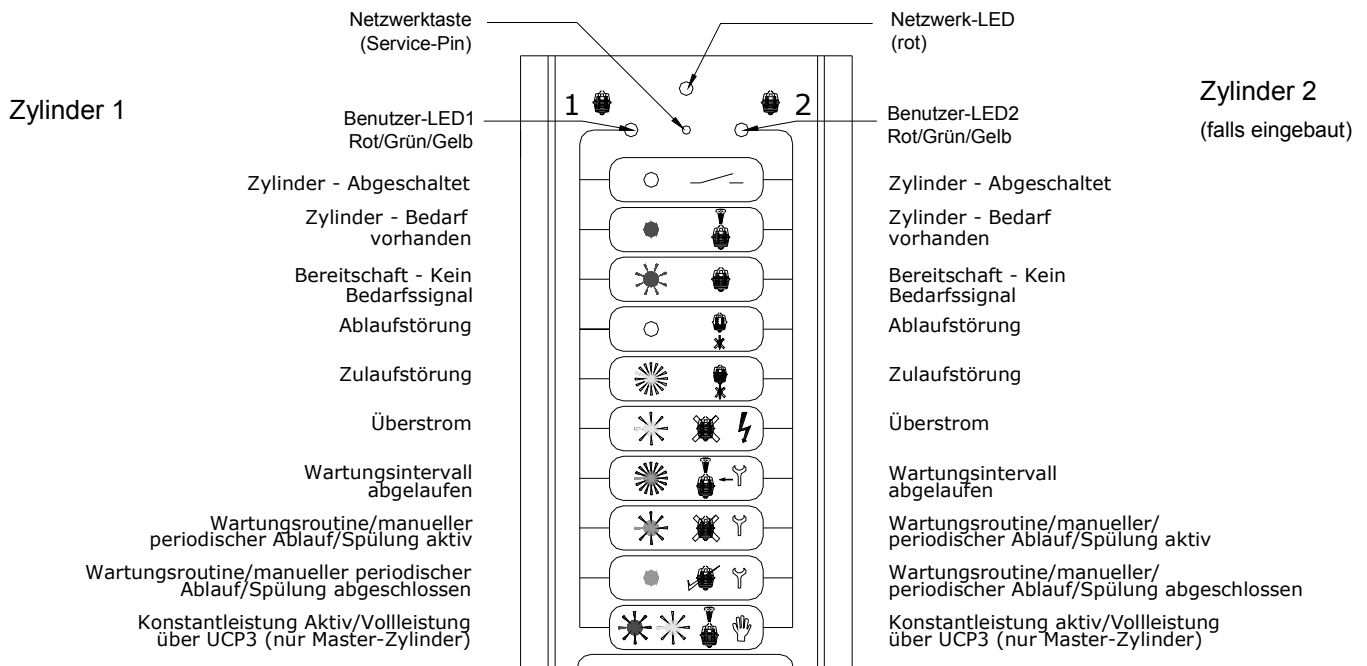 Netzwerktaste
(Service-Pin)
Netzwerk-LED
(rot)
Zylinder 1
1
2
Zylinder 2
(falls eingebaut)
Benutzer-LED1
Rot/Grün/Gelb
Benutzer-LED2
Rot/Grün/Gelb
Zylinder - Abgeschaltet
Zylinder - Abgeschaltet
Zylinder - Bedarf
vorhanden
Zylinder - Bedarf
vorhanden
Bereitschaft - Kein
Bedarfssignal
Bereitschaft - Kein
Bedarfssignal
Ablaufstörung
Ablaufstörung
Zulaufstörung
Zulaufstörung
Überstrom
Überstrom
Wartungsintervall
abgelaufen
Wartungsintervall
abgelaufen
Wartungsroutine/manueller
periodischer Ablauf/Spülung aktiv
Wartungsroutine/manueller/
periodischer Ablauf/Spülung aktiv
Wartungsroutine/manueller periodischer
Ablauf/Spülung abgeschlossen
Wartungsroutine/manueller/
periodischer Ablauf/Spülung abgeschlossen
Konstantleistung Aktiv/Vollleistung
über UCP3 (nur Master-Zylinder)
Konstantleistung aktiv/Vollleistung
über UCP3 (nur Master-Zylinder)